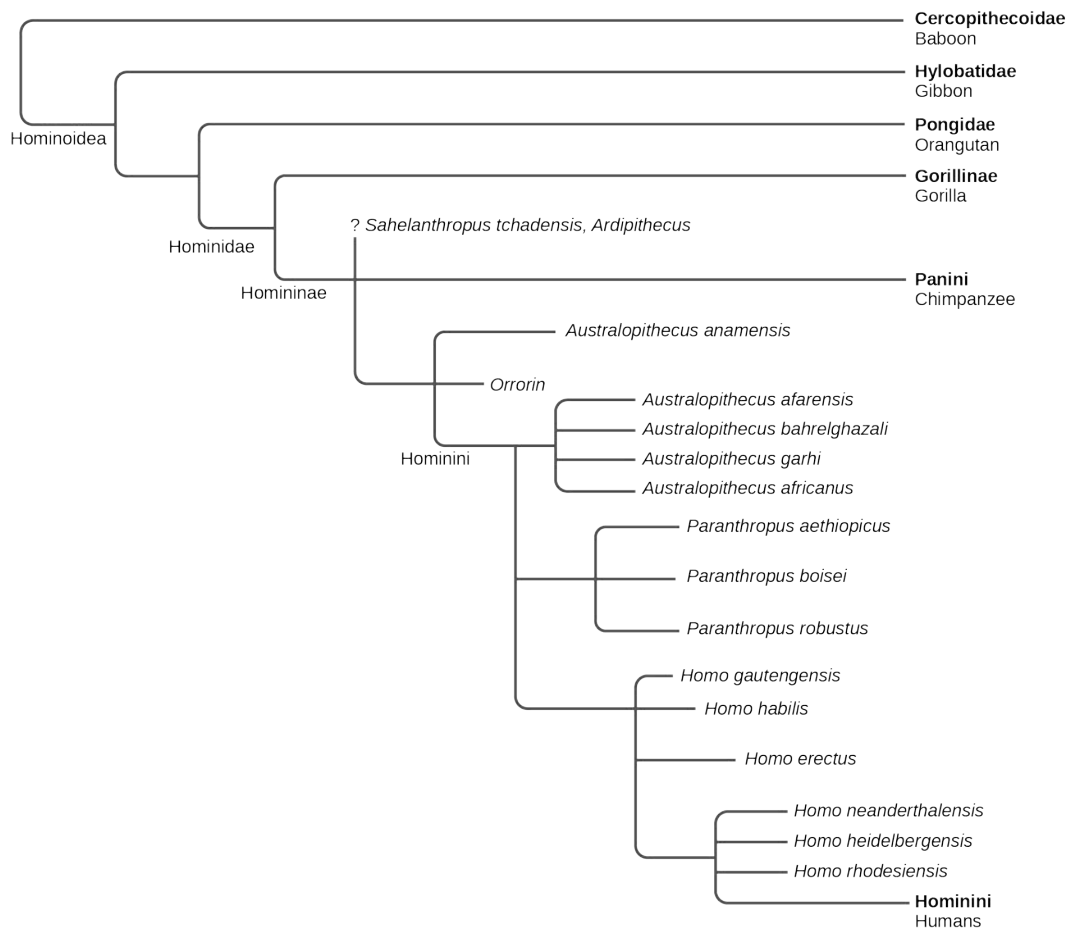 Cercopithecoidae
Baboon
Hylobatidae
Gibbon
Hominoidea
Pongidae
Orangutan
Gorillinae
Gorilla
? Sahelanthropus tchadensis, Ardipithecus
Hominidae
Panini
Chimpanzee
Homininae
Australopithecus anamensis
Orrorin
Australopithecus afarensis
Australopithecus bahrelghazali
Hominini
Australopithecus garhi
Australopithecus africanus
Paranthropus aethiopicus
Paranthropus boisei
Paranthropus robustus
Homo gautengensis
Homo habilis
Homo erectus
Homo neanderthalensis
Homo heidelbergensis
Homo rhodesiensis
Hominini
Humans